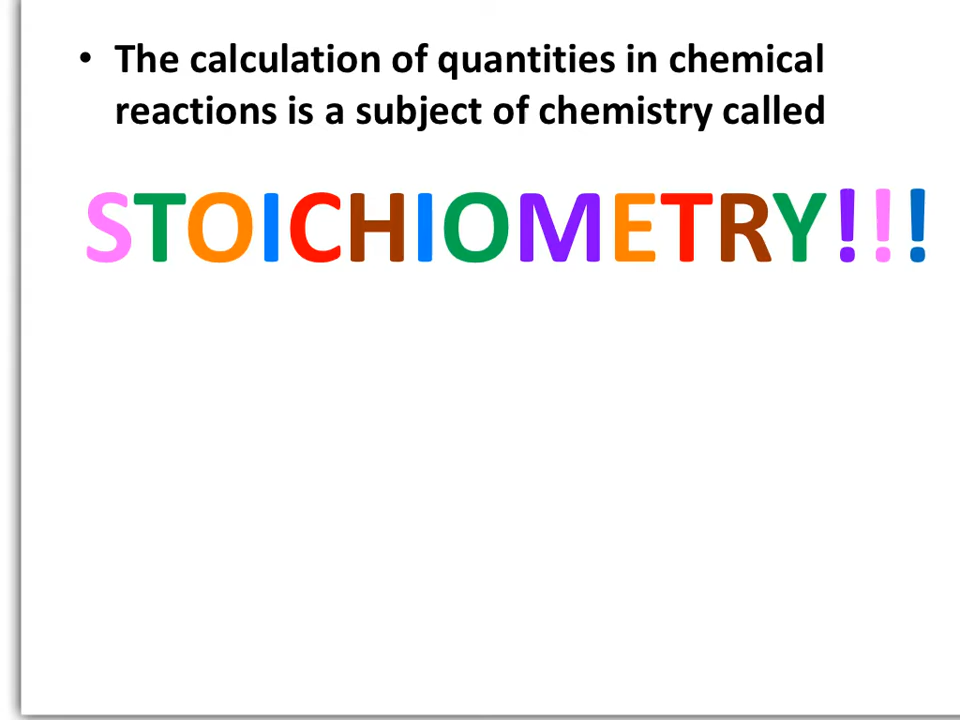 • The calculation of quantities in chemical
reactions is a subject of chemistry called
STOICHIOMETRY!!!